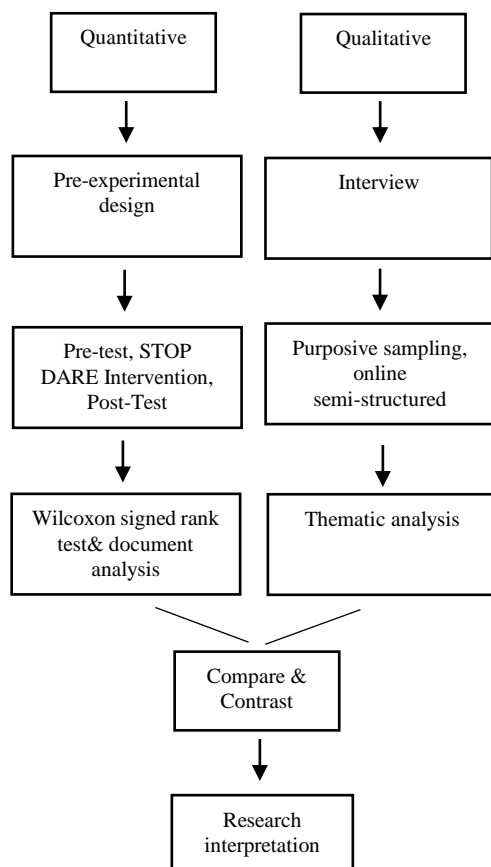 Quantitative
Qualitative
Pre-experimental
design
Interview
Pre-test, STOP
DARE Intervention,
Post-Test
Purposive sampling,
online
semi-structured
Wilcoxon signed rank
test& document
analysis
Thematic analysis
Compare &
Contrast
Research
interpretation